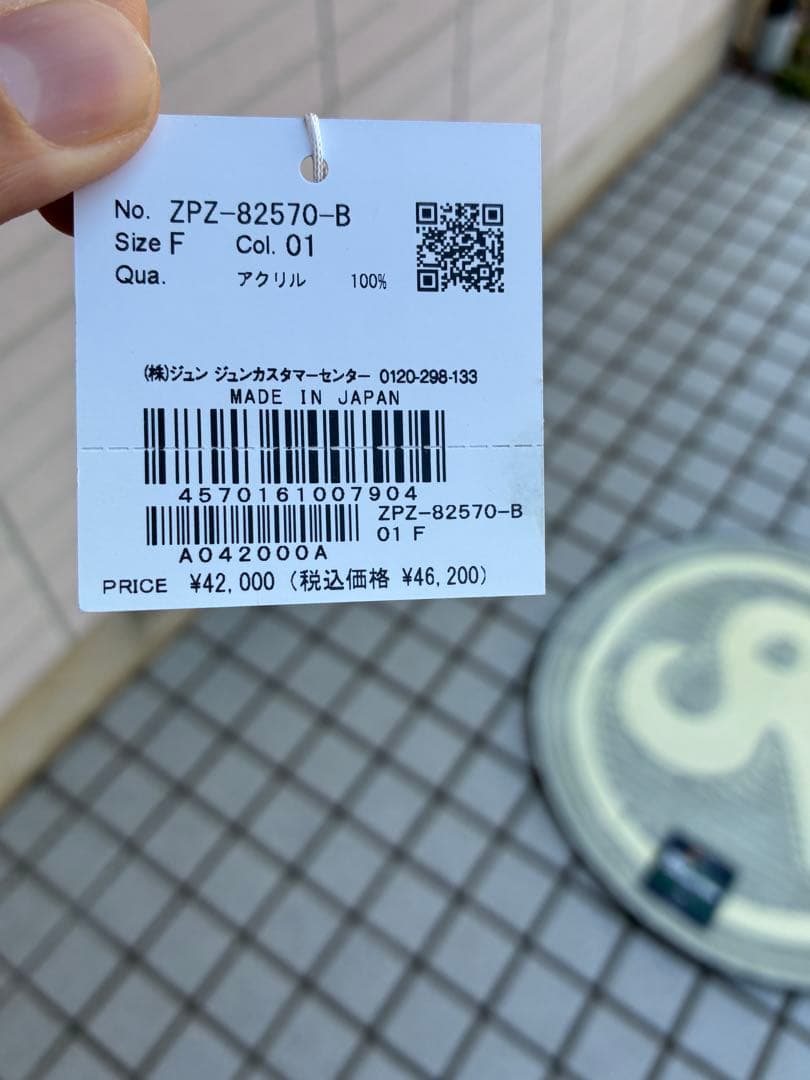 No. ZPZ-82570-B
Size F Col. 01
Qua. アクリル 100%
(株)ジュン ジュンカスタマーセンター 0120-298-133
MADE IN JAPAN
4570161007904
ZPZ-82570-B
01 F
A042000A
PRICE ¥42,000 (税込価格 ¥46,200)